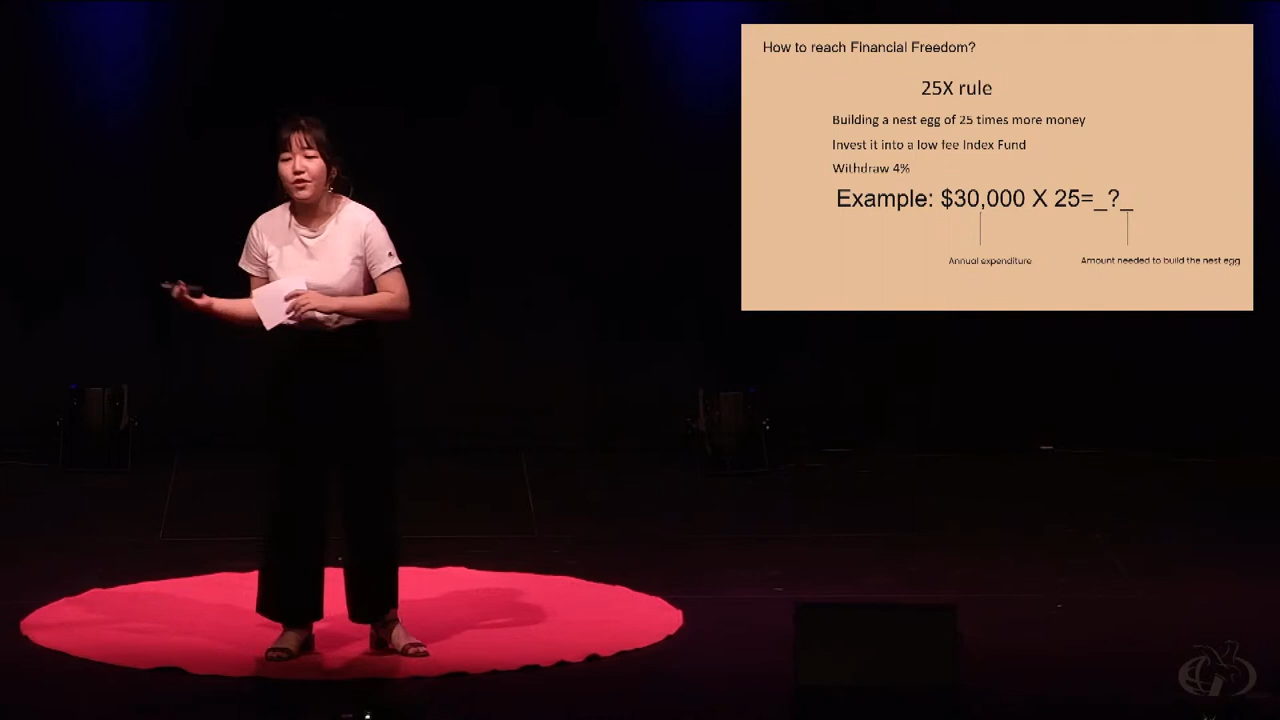 How to reach Financial Freedom?
25X rule
Building a nest egg of 25 times more money
Invest it into a low fee Index Fund
Withdraw 4%
Example: $30,000 X 25=_?_
Annual expenditure
Amount needed to build the nest egg